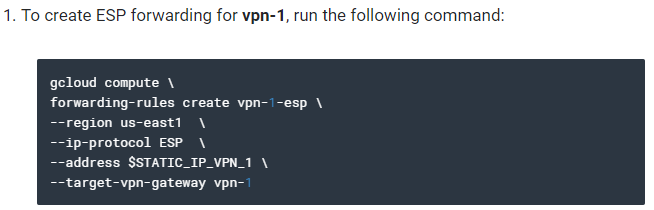 1. To create ESP forwarding for vpn-1, run the following command:
gcloud compute \
forwarding-rules create vpn-1-esp \
--region us-east1  \
--ip-protocol ESP  \
--address $STATIC_IP_VPN_1 \
--target-vpn-gateway vpn-1